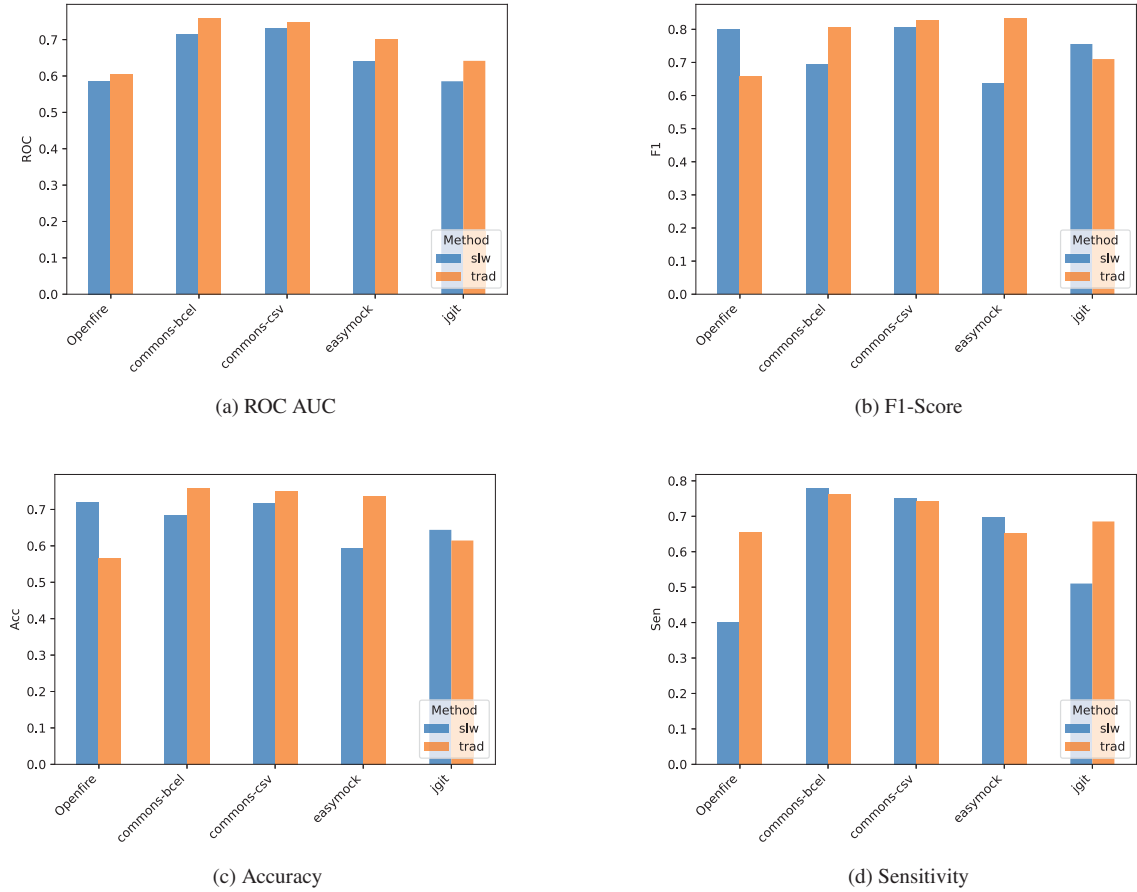 0.7
0.6
0.5
0.4
0.3
0.2
0.1
0.0
ROC
Method
slw
trad
Openfire
commons-bcel
commons-csv
easymock
jgit
(a) ROC AUC
0.8
0.7
0.6
0.5
0.4
0.3
0.2
0.1
0.0
F1
Method
slw
trad
Openfire
commons-bcel
commons-csv
easymock
jgit
(b) F1-Score
0.7
0.6
0.5
0.4
0.3
0.2
0.1
0.0
Acc
Method
slw
trad
Openfire
commons-bcel
commons-csv
easymock
jgit
(c) Accuracy
0.8
0.7
0.6
0.5
0.4
0.3
0.2
0.1
0.0
Sen
Method
slw
trad
Openfire
commons-bcel
commons-csv
easymock
jgit
(d) Sensitivity